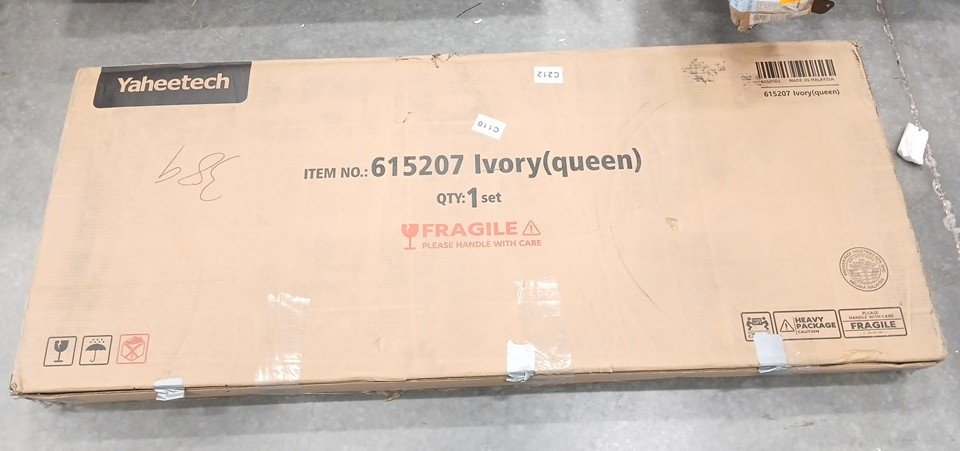 Yaheetech
C212
MADE IN MALAYSIA
615207 Ivory(queen)
C110
389
ITEM NO.: 615207 Ivory(queen)
QTY: 1 set
FRAGILE
PLEASE HANDLE WITH CARE
HEAVY
PACKAGE
CAUTION
PLEASE
HANDLE WITH CARE
FRAGILE